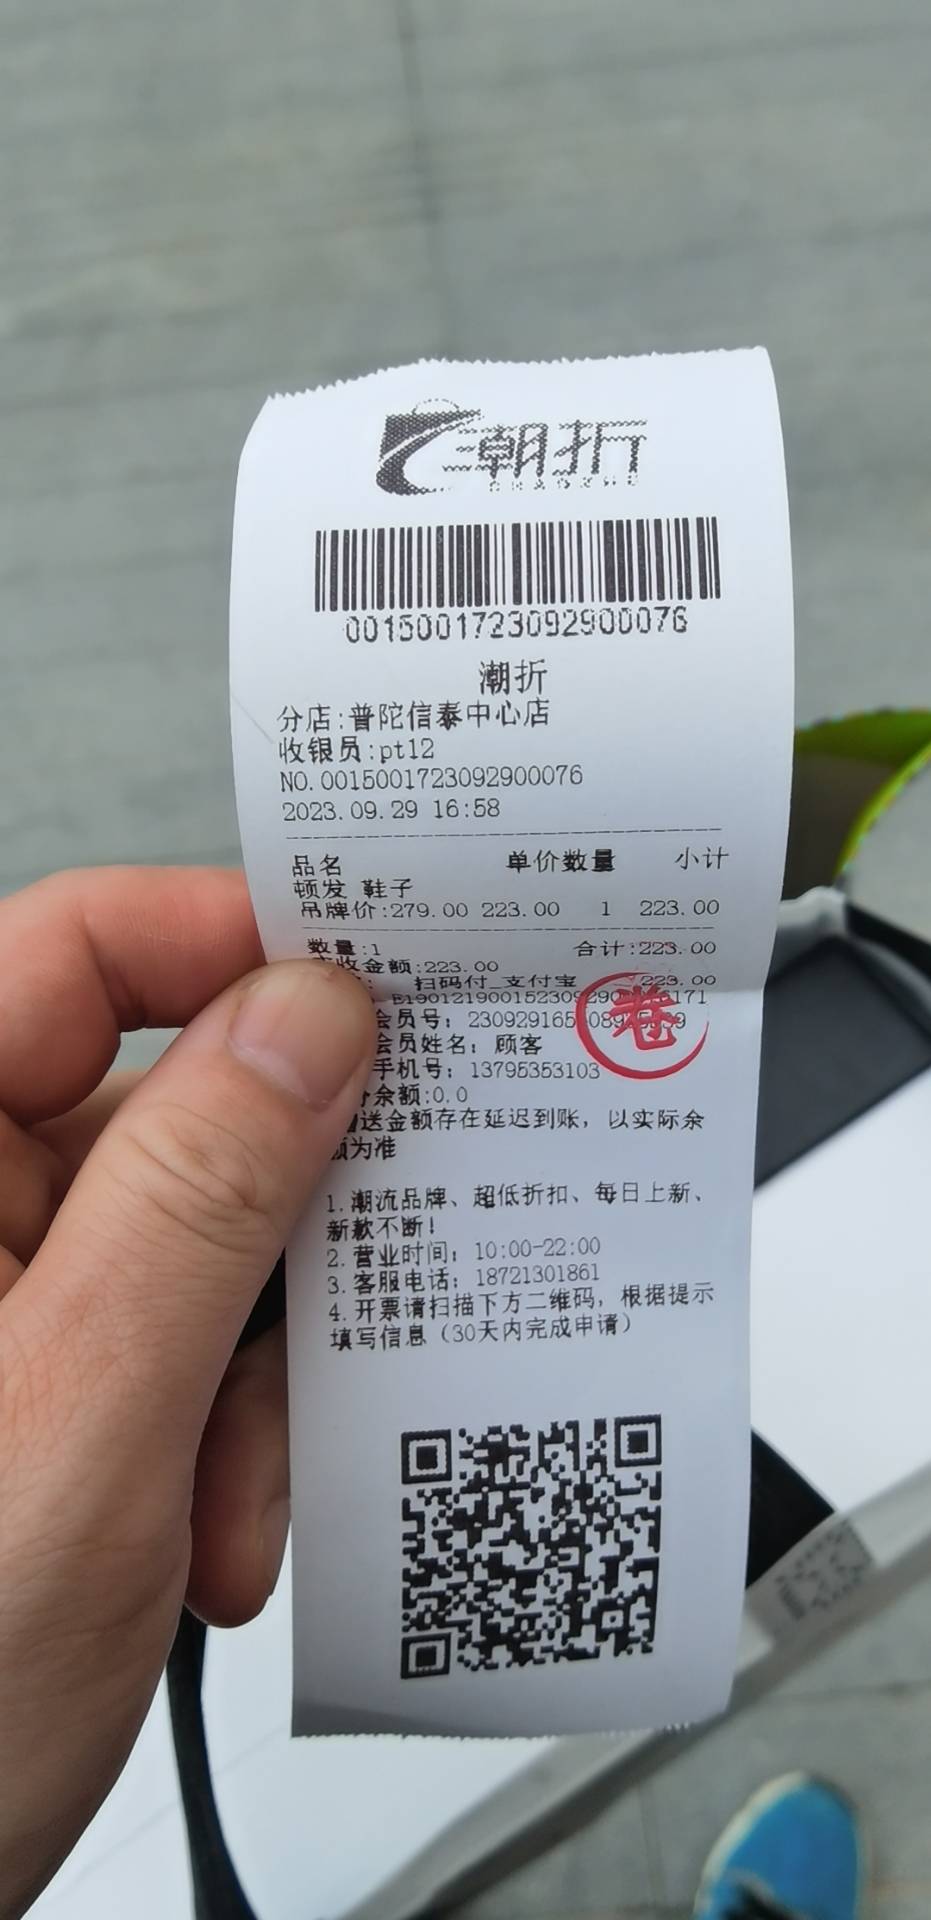 潮折
CHAOZHE
0015001723092900076
潮折
分店:普陀信泰中心店
收银员:pt12
NO.0015001723092900076
2023.09.29 16:58
品名 单价数量 小计
顿发 鞋子
吊牌价:279.00 223.00 1 223.00
数量:1 合计:223.00
收金额:223.00
扫码付_支付宝 223.00
会员号: 230929165
会员姓名: 顾客
手机号: 13795353103
余额:0.0
送金额存在延迟到账, 以实际余
额为准
1.潮流品牌、超低折扣、每日上新、
新款不断!
2.营业时间: 10:00-22:00
3.客服电话: 18721301861
4.开票请扫描下方二维码, 根据提示
填写信息 (30天内完成申请)